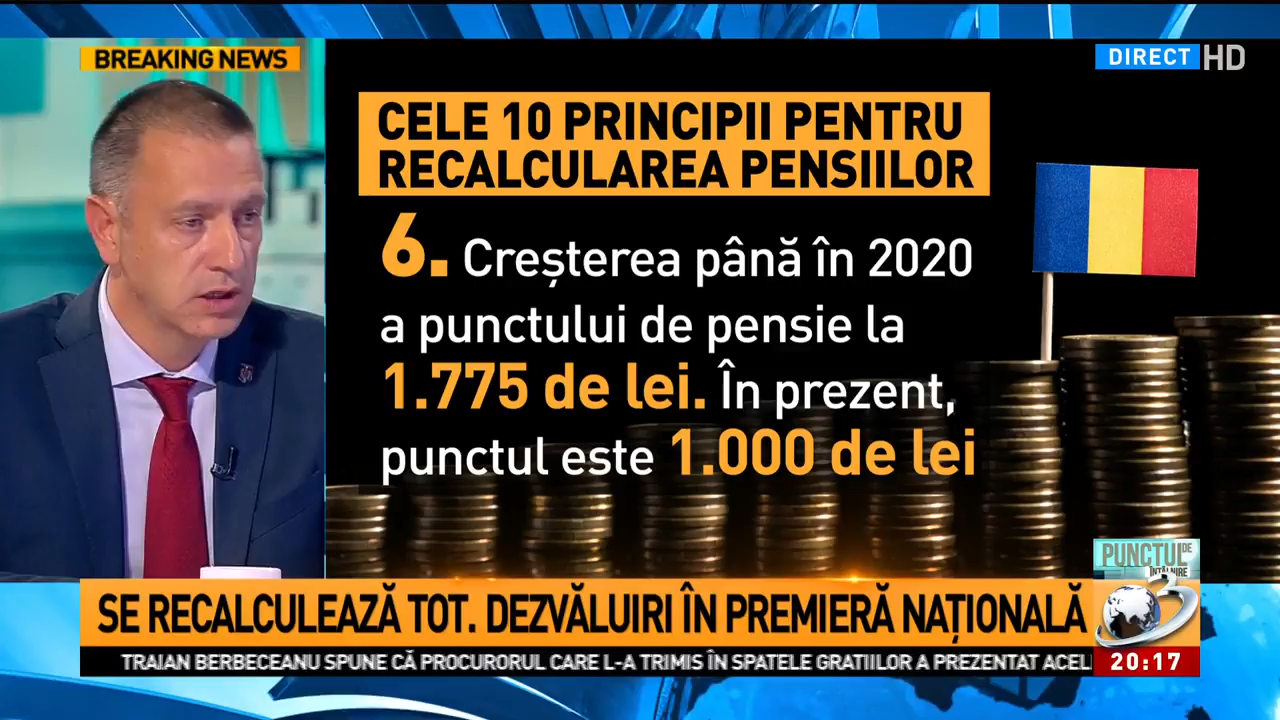 BREAKING NEWS
DIRECT HD
CELE 10 PRINCIPII PENTRU
RECALCULAREA PENSIILOR
6. Creșterea până în 2020
a punctului de pensie la
1.775 de lei. În prezent,
punctul este 1.000 de lei
PUNCTUL DE
ÎNTÂLNIRE
SE RECALCULEAZĂ TOT. DEZVĂLUIRI ÎN PREMIERĂ NAȚIONALĂ
TRAIAN BERBECEANU SPUNE CĂ PROCURORUL CARE L-A TRIMIS ÎN SPATELE GRATIILOR A PREZENTAT ACEL
20:17